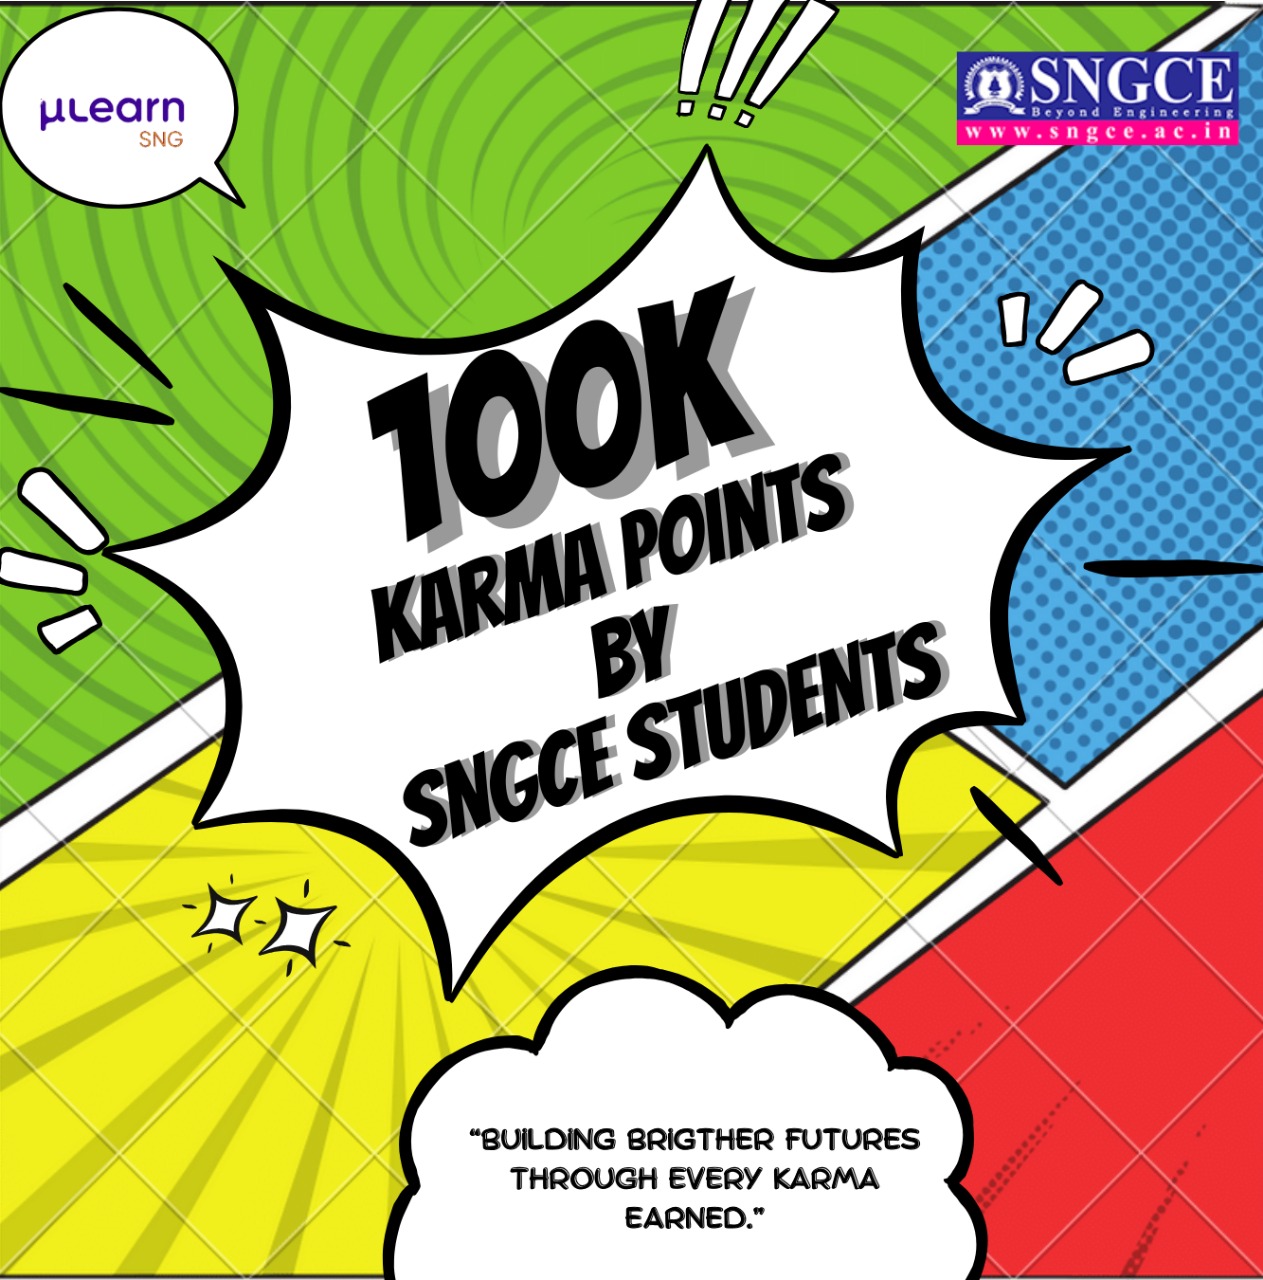 µLearn
SNG
SNGCE
Beyond Engineering
www.sngce.ac.in
100K
KARMA POINTS
BY
SNGCE STUDENTS
"BUILDING BRIGTHER FUTURES
THROUGH EVERY KARMA
EARNED."